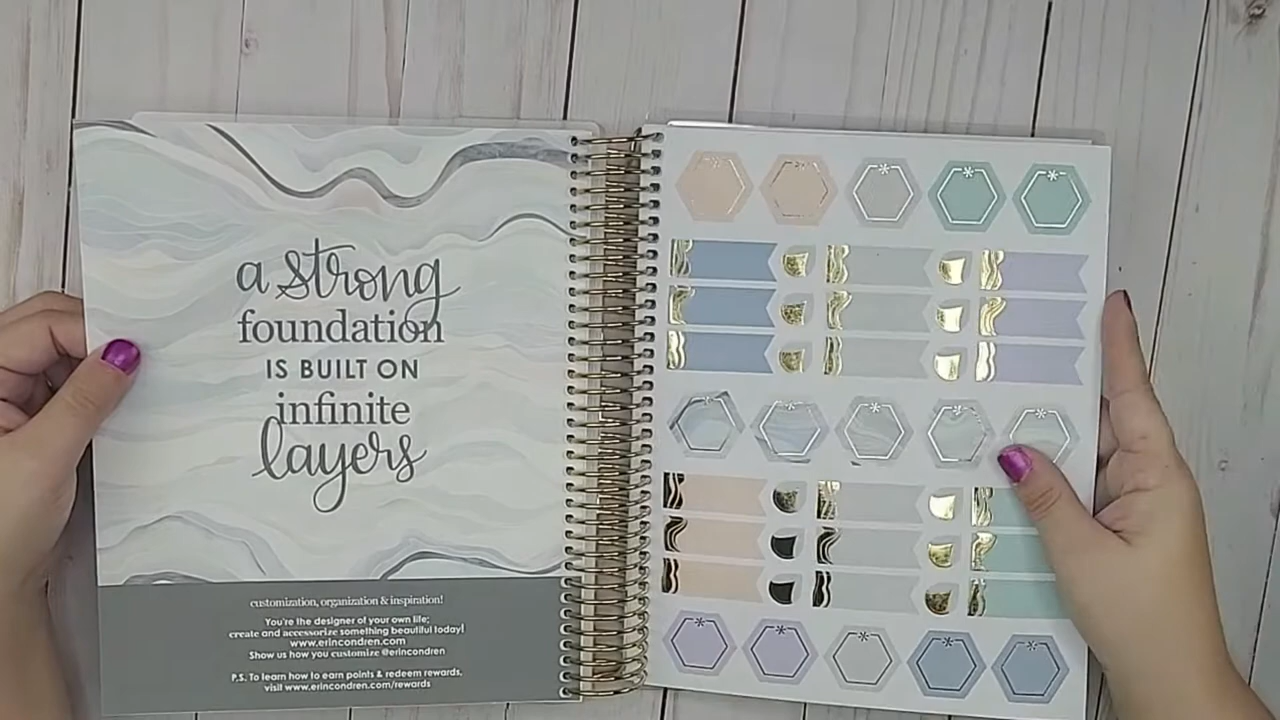 a strong
foundation
IS BUILT ON
infinite
layers
customization, organization & inspiration!
You're the designer of your own life;
create and accessorize something beautiful today!
www.erincondren.com
Show us how you customize @erincondren
P.S. To learn how to earn points & redeem rewards,
visit www.erincondren.com/rewards